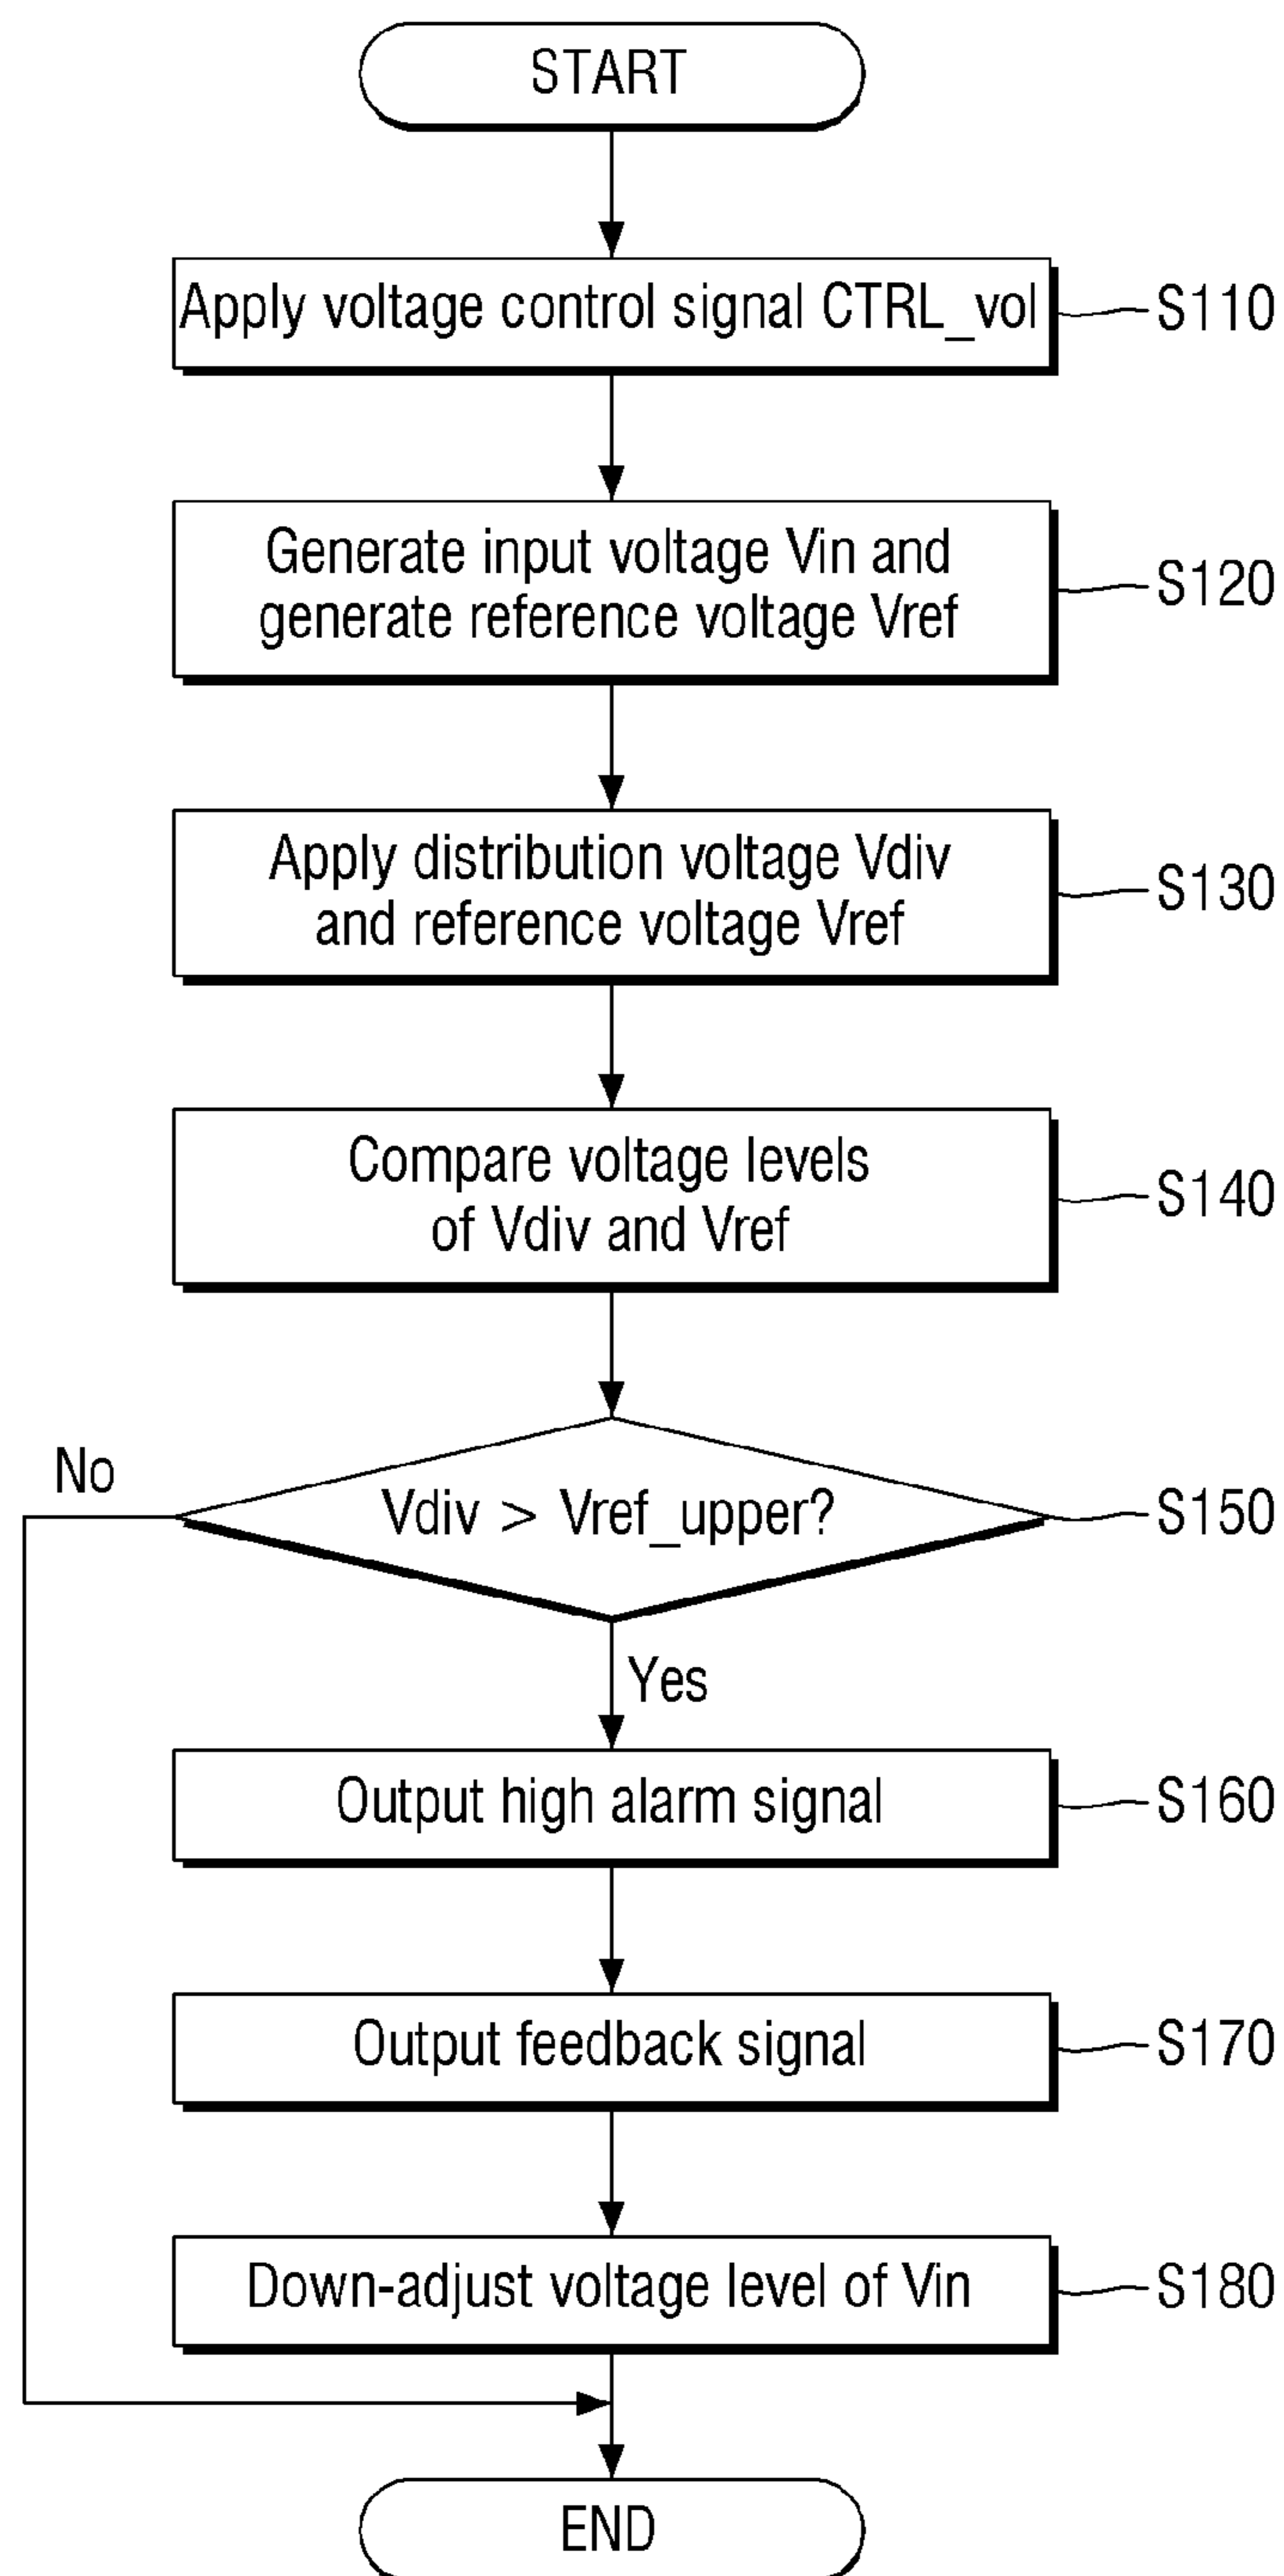 START
Apply voltage control signal CTRL_vol
S110
Generate input voltage Vin and
generate reference voltage Vref
S120
Apply distribution voltage Vdiv
and reference voltage Vref
S130
Compare voltage levels
of Vdiv and Vref
S140
No
Vdiv > Vref_upper?
S150
Yes
Output high alarm signal
S160
Output feedback signal
S170
Down-adjust voltage level of Vin
S180
END